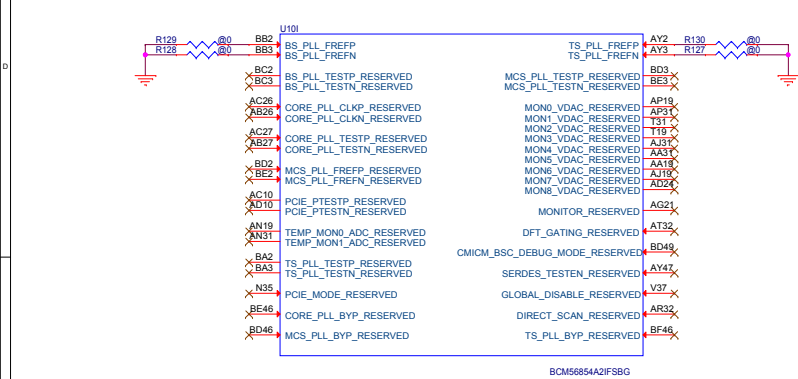 U10I
R129 @0 BB2 BS_PLL_FREFP TS_PLL_FREFP AY2 R130 @0
R128 @0 BB3 BS_PLL_FREFN TS_PLL_FREFN AY3 R127 @0
D
BC2 BS_PLL_TESTP_RESERVED MCS_PLL_TESTP_RESERVED BD3
BC3 BS_PLL_TESTN_RESERVED MCS_PLL_TESTN_RESERVED BE3
AC26 CORE_PLL_CLKP_RESERVED MON0_VDAC_RESERVED AP19
AB26 CORE_PLL_CLKN_RESERVED MON1_VDAC_RESERVED AP31
MON2_VDAC_RESERVED T31
AC27 CORE_PLL_TESTP_RESERVED MON3_VDAC_RESERVED T19
AB27 CORE_PLL_TESTN_RESERVED MON4_VDAC_RESERVED AJ31
MON5_VDAC_RESERVED AA31
BD2 MCS_PLL_FREFP_RESERVED MON6_VDAC_RESERVED AA19
BE2 MCS_PLL_FREFN_RESERVED MON7_VDAC_RESERVED AJ19
MON8_VDAC_RESERVED AD24
AC10 PCIE_PTESTP_RESERVED
AD10 PCIE_PTESTN_RESERVED MONITOR_RESERVED AG21
AN19 TEMP_MON0_ADC_RESERVED DFT_GATING_RESERVED AT32
AN31 TEMP_MON1_ADC_RESERVED
CMICM_BSC_DEBUG_MODE_RESERVED BD49
BA2 TS_PLL_TESTP_RESERVED
BA3 TS_PLL_TESTN_RESERVED SERDES_TESTEN_RESERVED AY47
N35 PCIE_MODE_RESERVED GLOBAL_DISABLE_RESERVED V37
BE46 CORE_PLL_BYP_RESERVED DIRECT_SCAN_RESERVED AR32
BD46 MCS_PLL_BYP_RESERVED TS_PLL_BYP_RESERVED BF46
BCM56854A2IFSBG